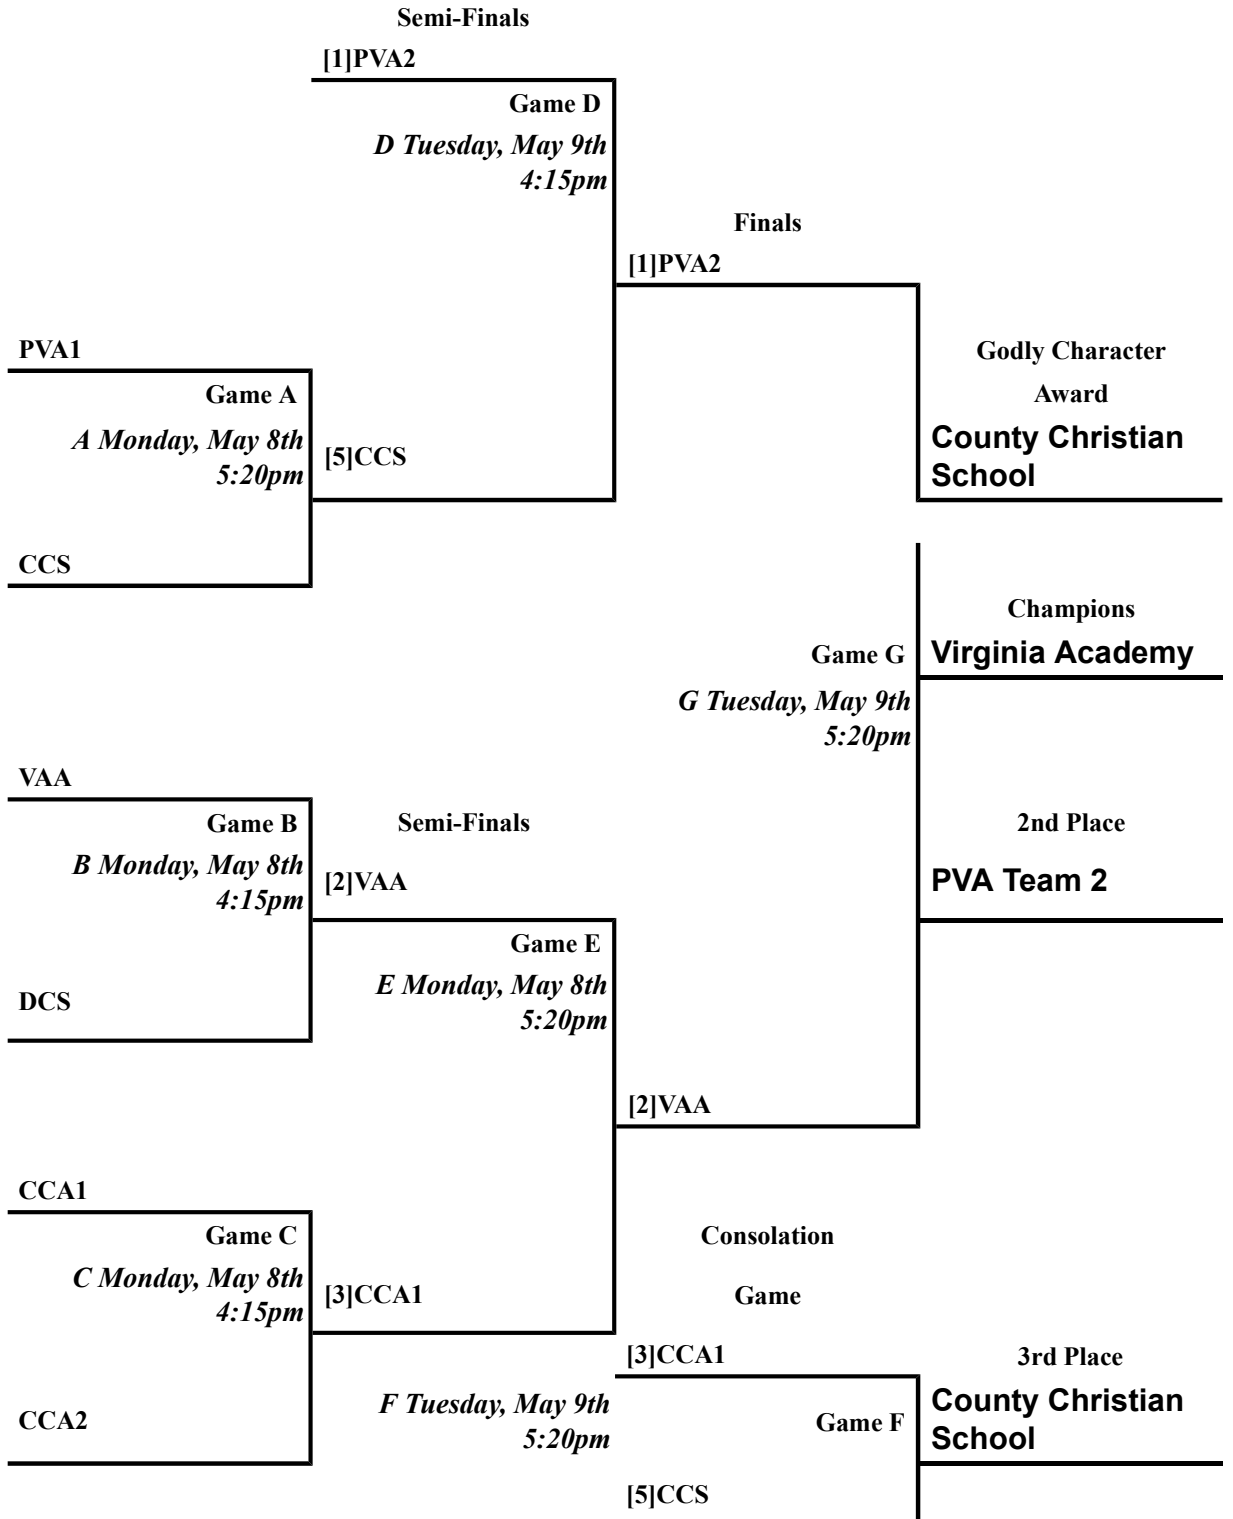 Semi-Finals
[1]PVA2
Game D
D Tuesday, May 9th
4:15pm
Finals
[1]PVA2
PVA1
Godly Character
Game A
Award
A Monday, May 8th
5:20pm
[5]CCS
County Christian
School
CCS
Champions
Game G
Virginia Academy
G Tuesday, May 9th
5:20pm
VAA
Game B
Semi-Finals
2nd Place
B Monday, May 8th
4:15pm
[2]VAA
PVA Team 2
Game E
E Monday, May 8th
5:20pm
DCS
[2]VAA
CCA1
Game C
Consolation
C Monday, May 8th
4:15pm
[3]CCA1
Game
[3]CCA1
3rd Place
CCA2
F Tuesday, May 9th
5:20pm
Game F
County Christian
School
[5]CCS